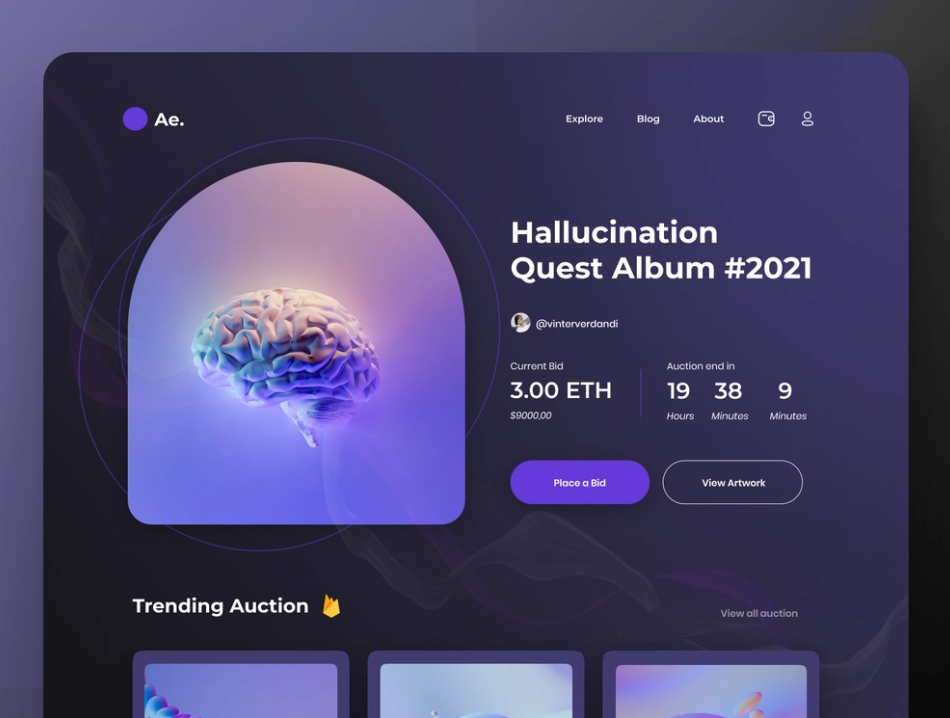 Ae.
Explore
Blog
About
Hallucination
Quest Album #2021
@vinterverdandi
Current Bid
3.00 ETH
$9000,00
Auction end in
19 38 9
Hours Minutes Minutes
Place a Bid
View Artwork
Trending Auction
View all auction